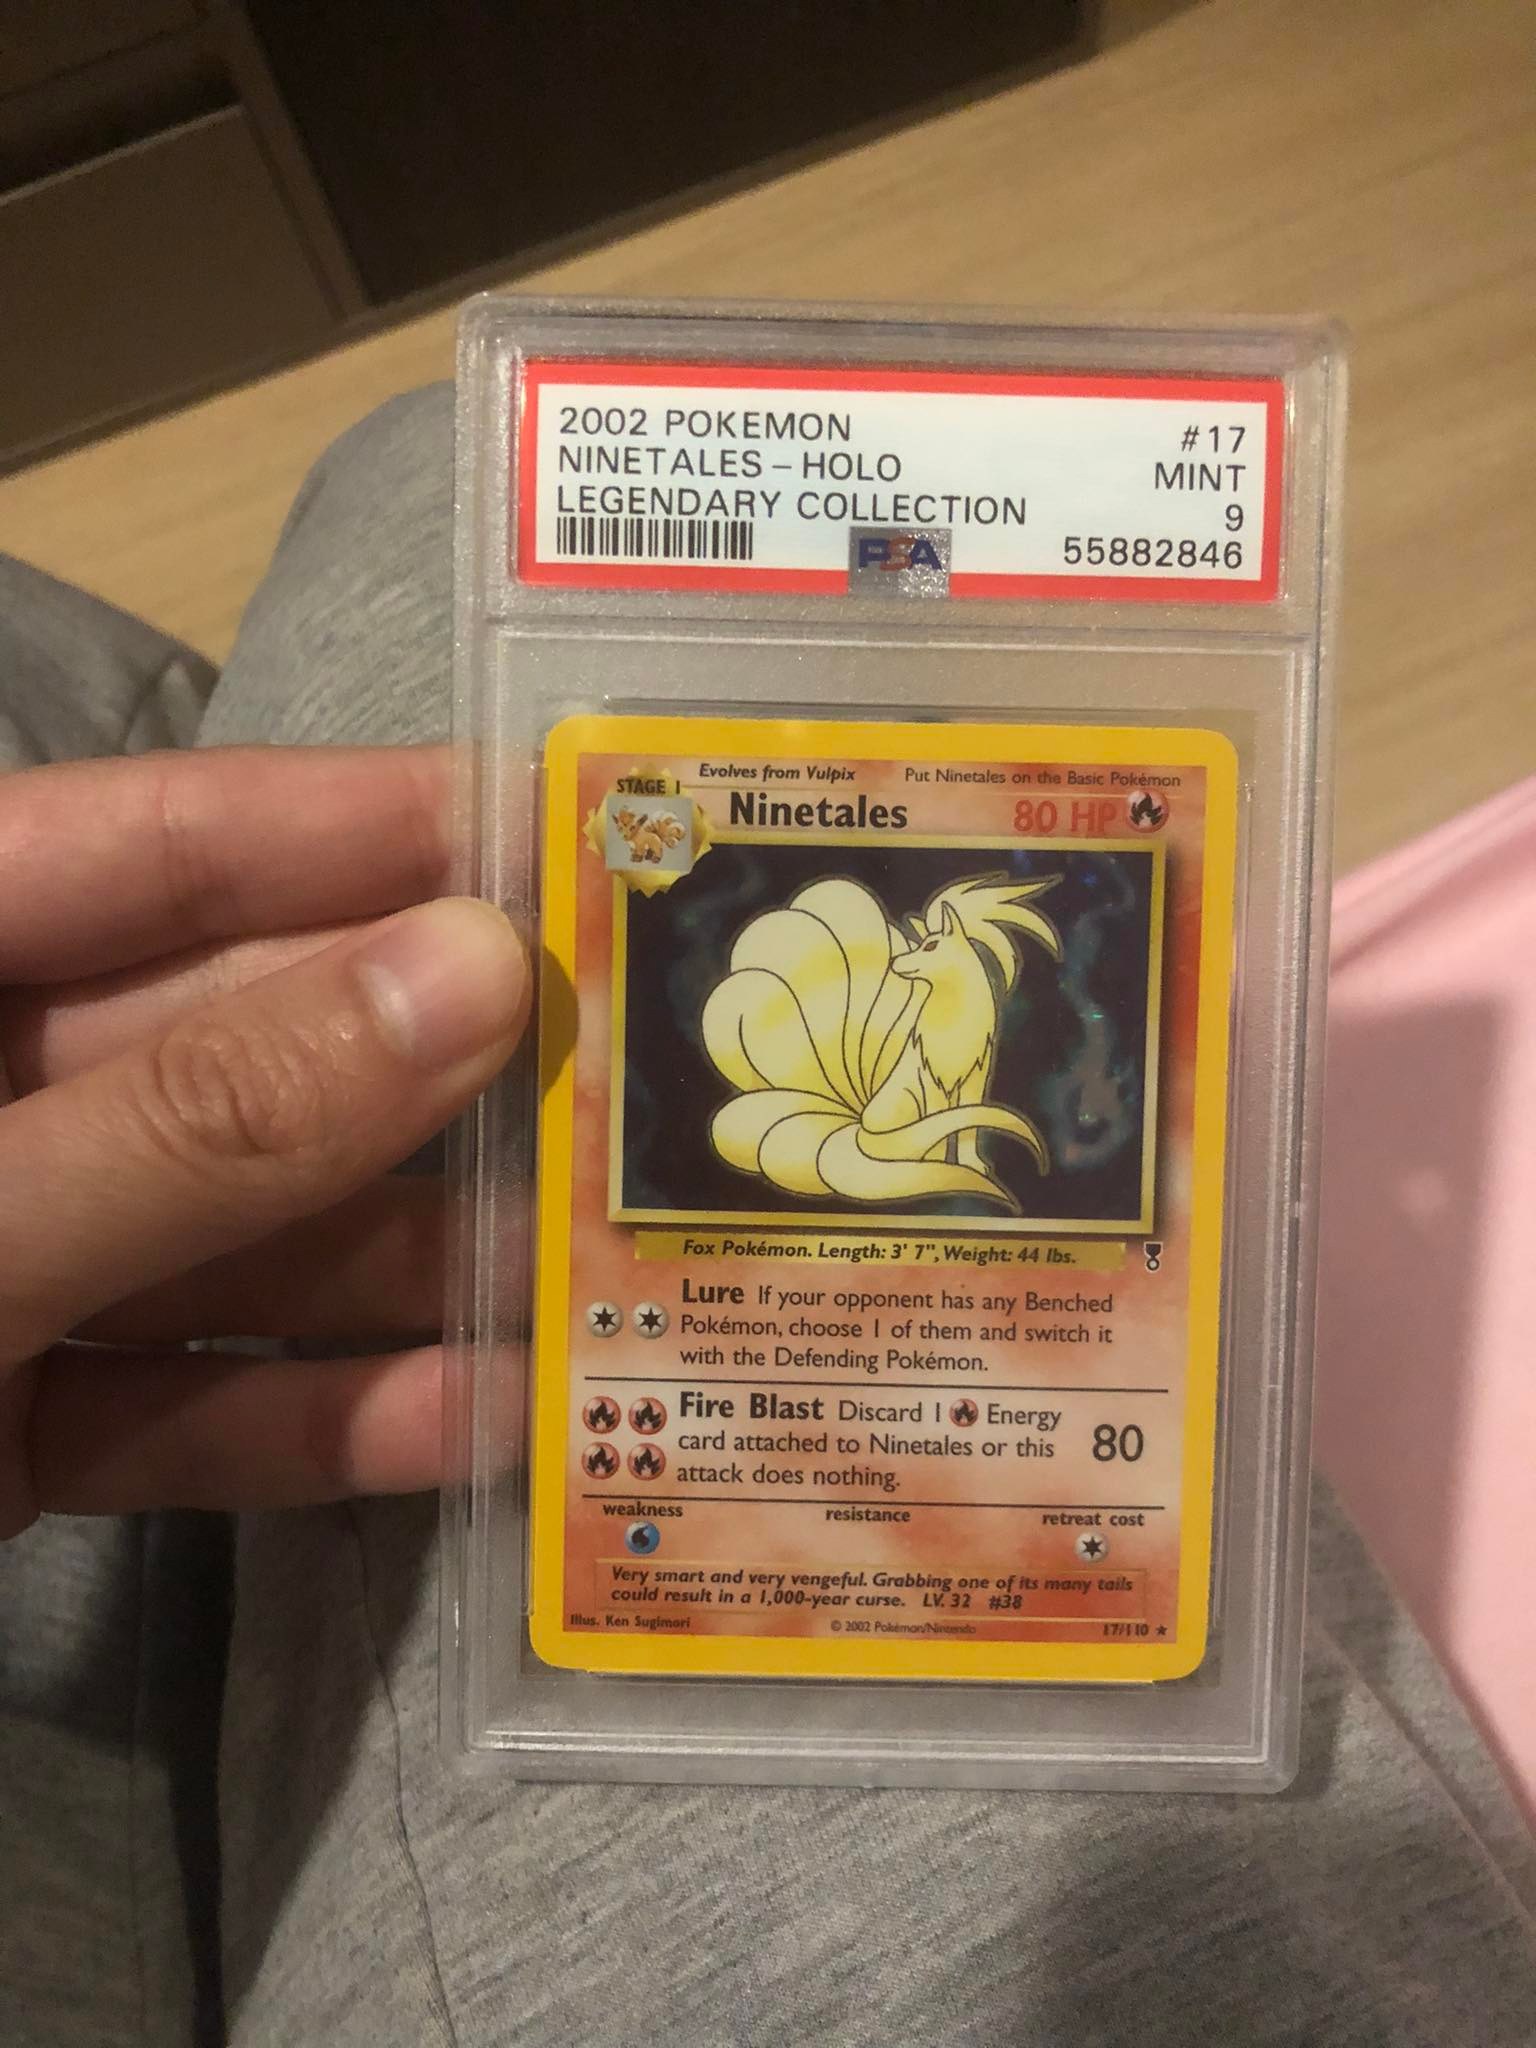 2002 POKEMON #17
NINETALES - HOLO MINT
LEGENDARY COLLECTION 9
PSA 55882846
STAGE 1 Evolves from Vulpix Put Ninetales on the Basic Pokémon
Ninetales 80 HP
Fox Pokémon. Length: 3' 7", Weight: 44 lbs.
Lure If your opponent has any Benched
Pokémon, choose 1 of them and switch it
with the Defending Pokémon.
Fire Blast Discard 1 Energy
card attached to Ninetales or this 80
attack does nothing.
weakness resistance retreat cost
Very smart and very vengeful. Grabbing one of its many tails
could result in a 1,000-year curse. LV. 32 #38
Illus. Ken Sugimori © 2002 Pokémon/Nintendo 17/110 ★